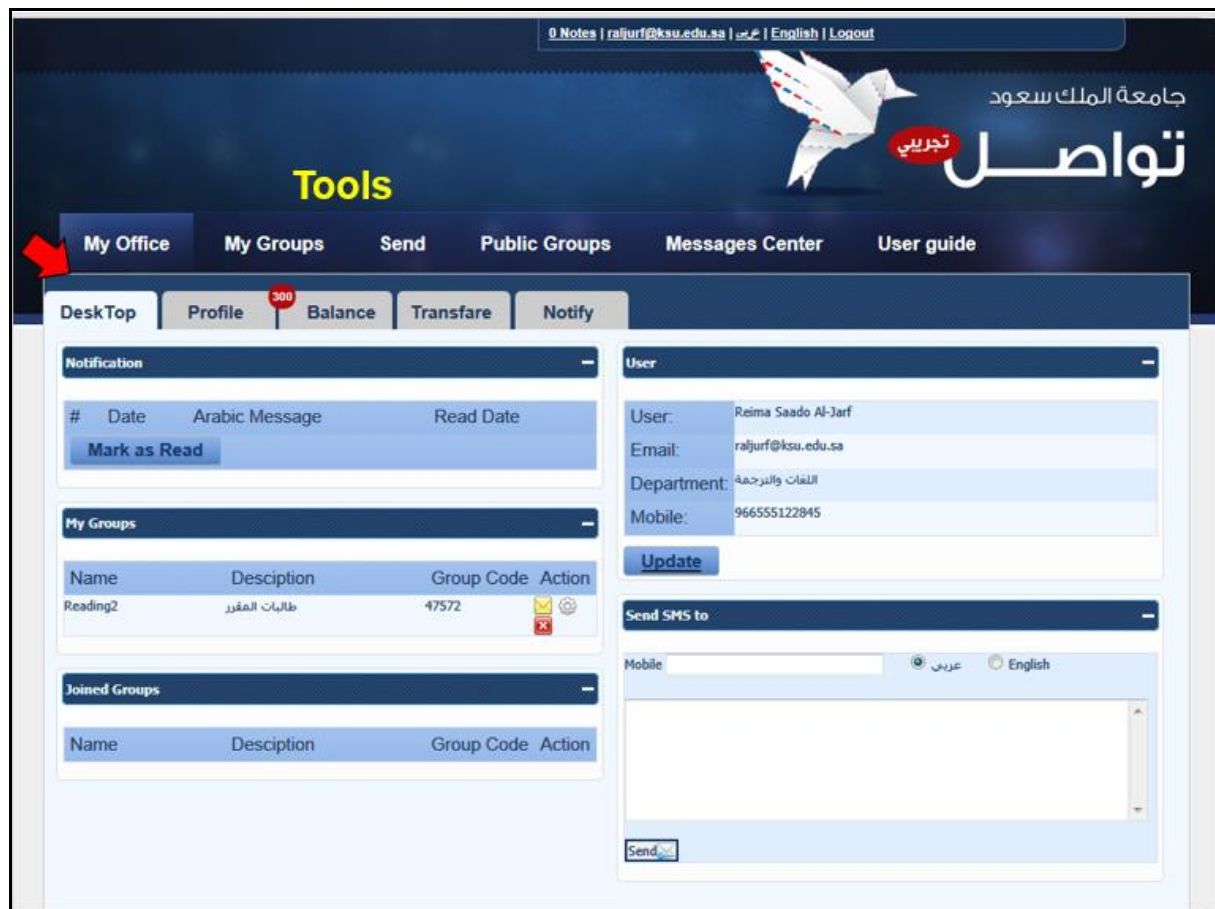 0 Notes | raljurf@ksu.edu.sa | عربي | English | Logout
جامعة الملك سعود
تواصل
تجريبي
Tools
My Office My Groups Send Public Groups Messages Center User guide
DeskTop Profile 300 Balance Transfare Notify
Notification
# Date Arabic Message Read Date
Mark as Read
My Groups
Name Desciption Group Code Action
Reading2 طالبات المقرر 47572
Joined Groups
Name Desciption Group Code Action
User
User: Reima Saado Al-Jarf
Email: raljurf@ksu.edu.sa
Department: اللغات والترجمة
Mobile: 966555122845
Update
Send SMS to
Mobile عربي English
Send